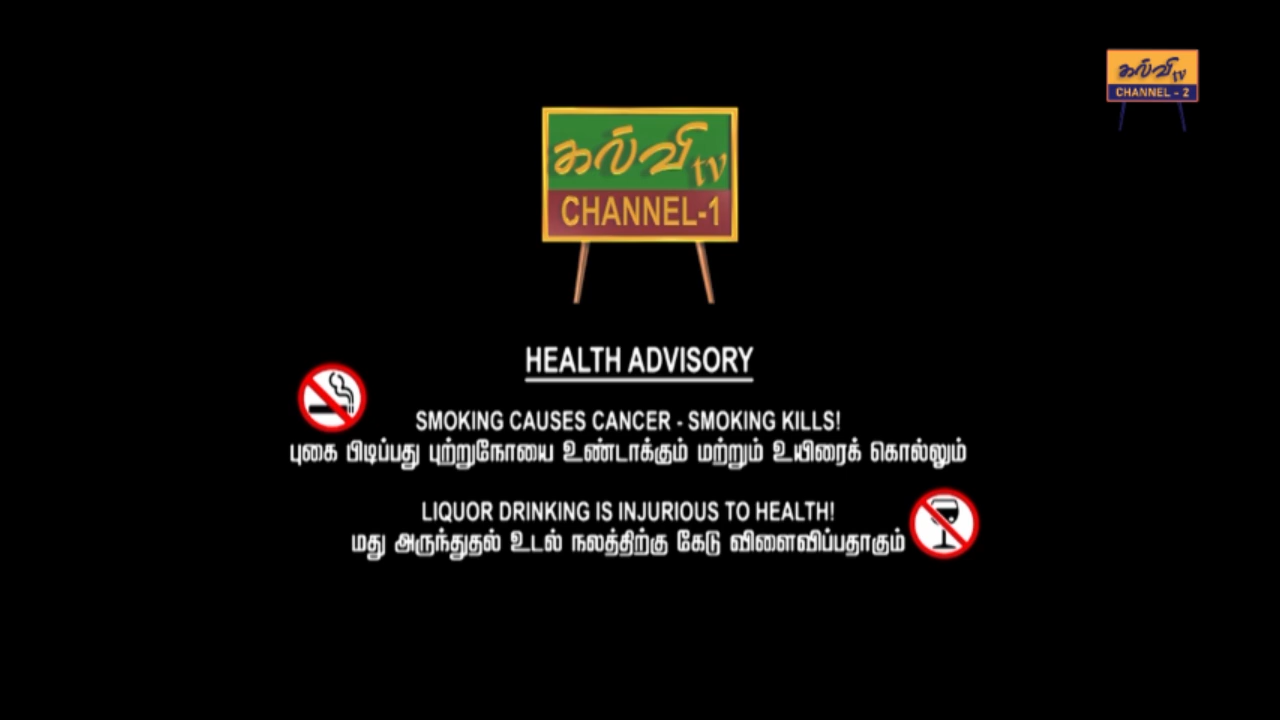 கல்வி tv
CHANNEL - 2
கல்வி tv
CHANNEL-1
HEALTH ADVISORY
SMOKING CAUSES CANCER - SMOKING KILLS!
புகை பிடிப்பது புற்றுநோயை உண்டாக்கும் மற்றும் உயிரைக் கொல்லும்
LIQUOR DRINKING IS INJURIOUS TO HEALTH!
மது அருந்துதல் உடல் நலத்திற்கு கேடு விளைவிப்பதாகும்